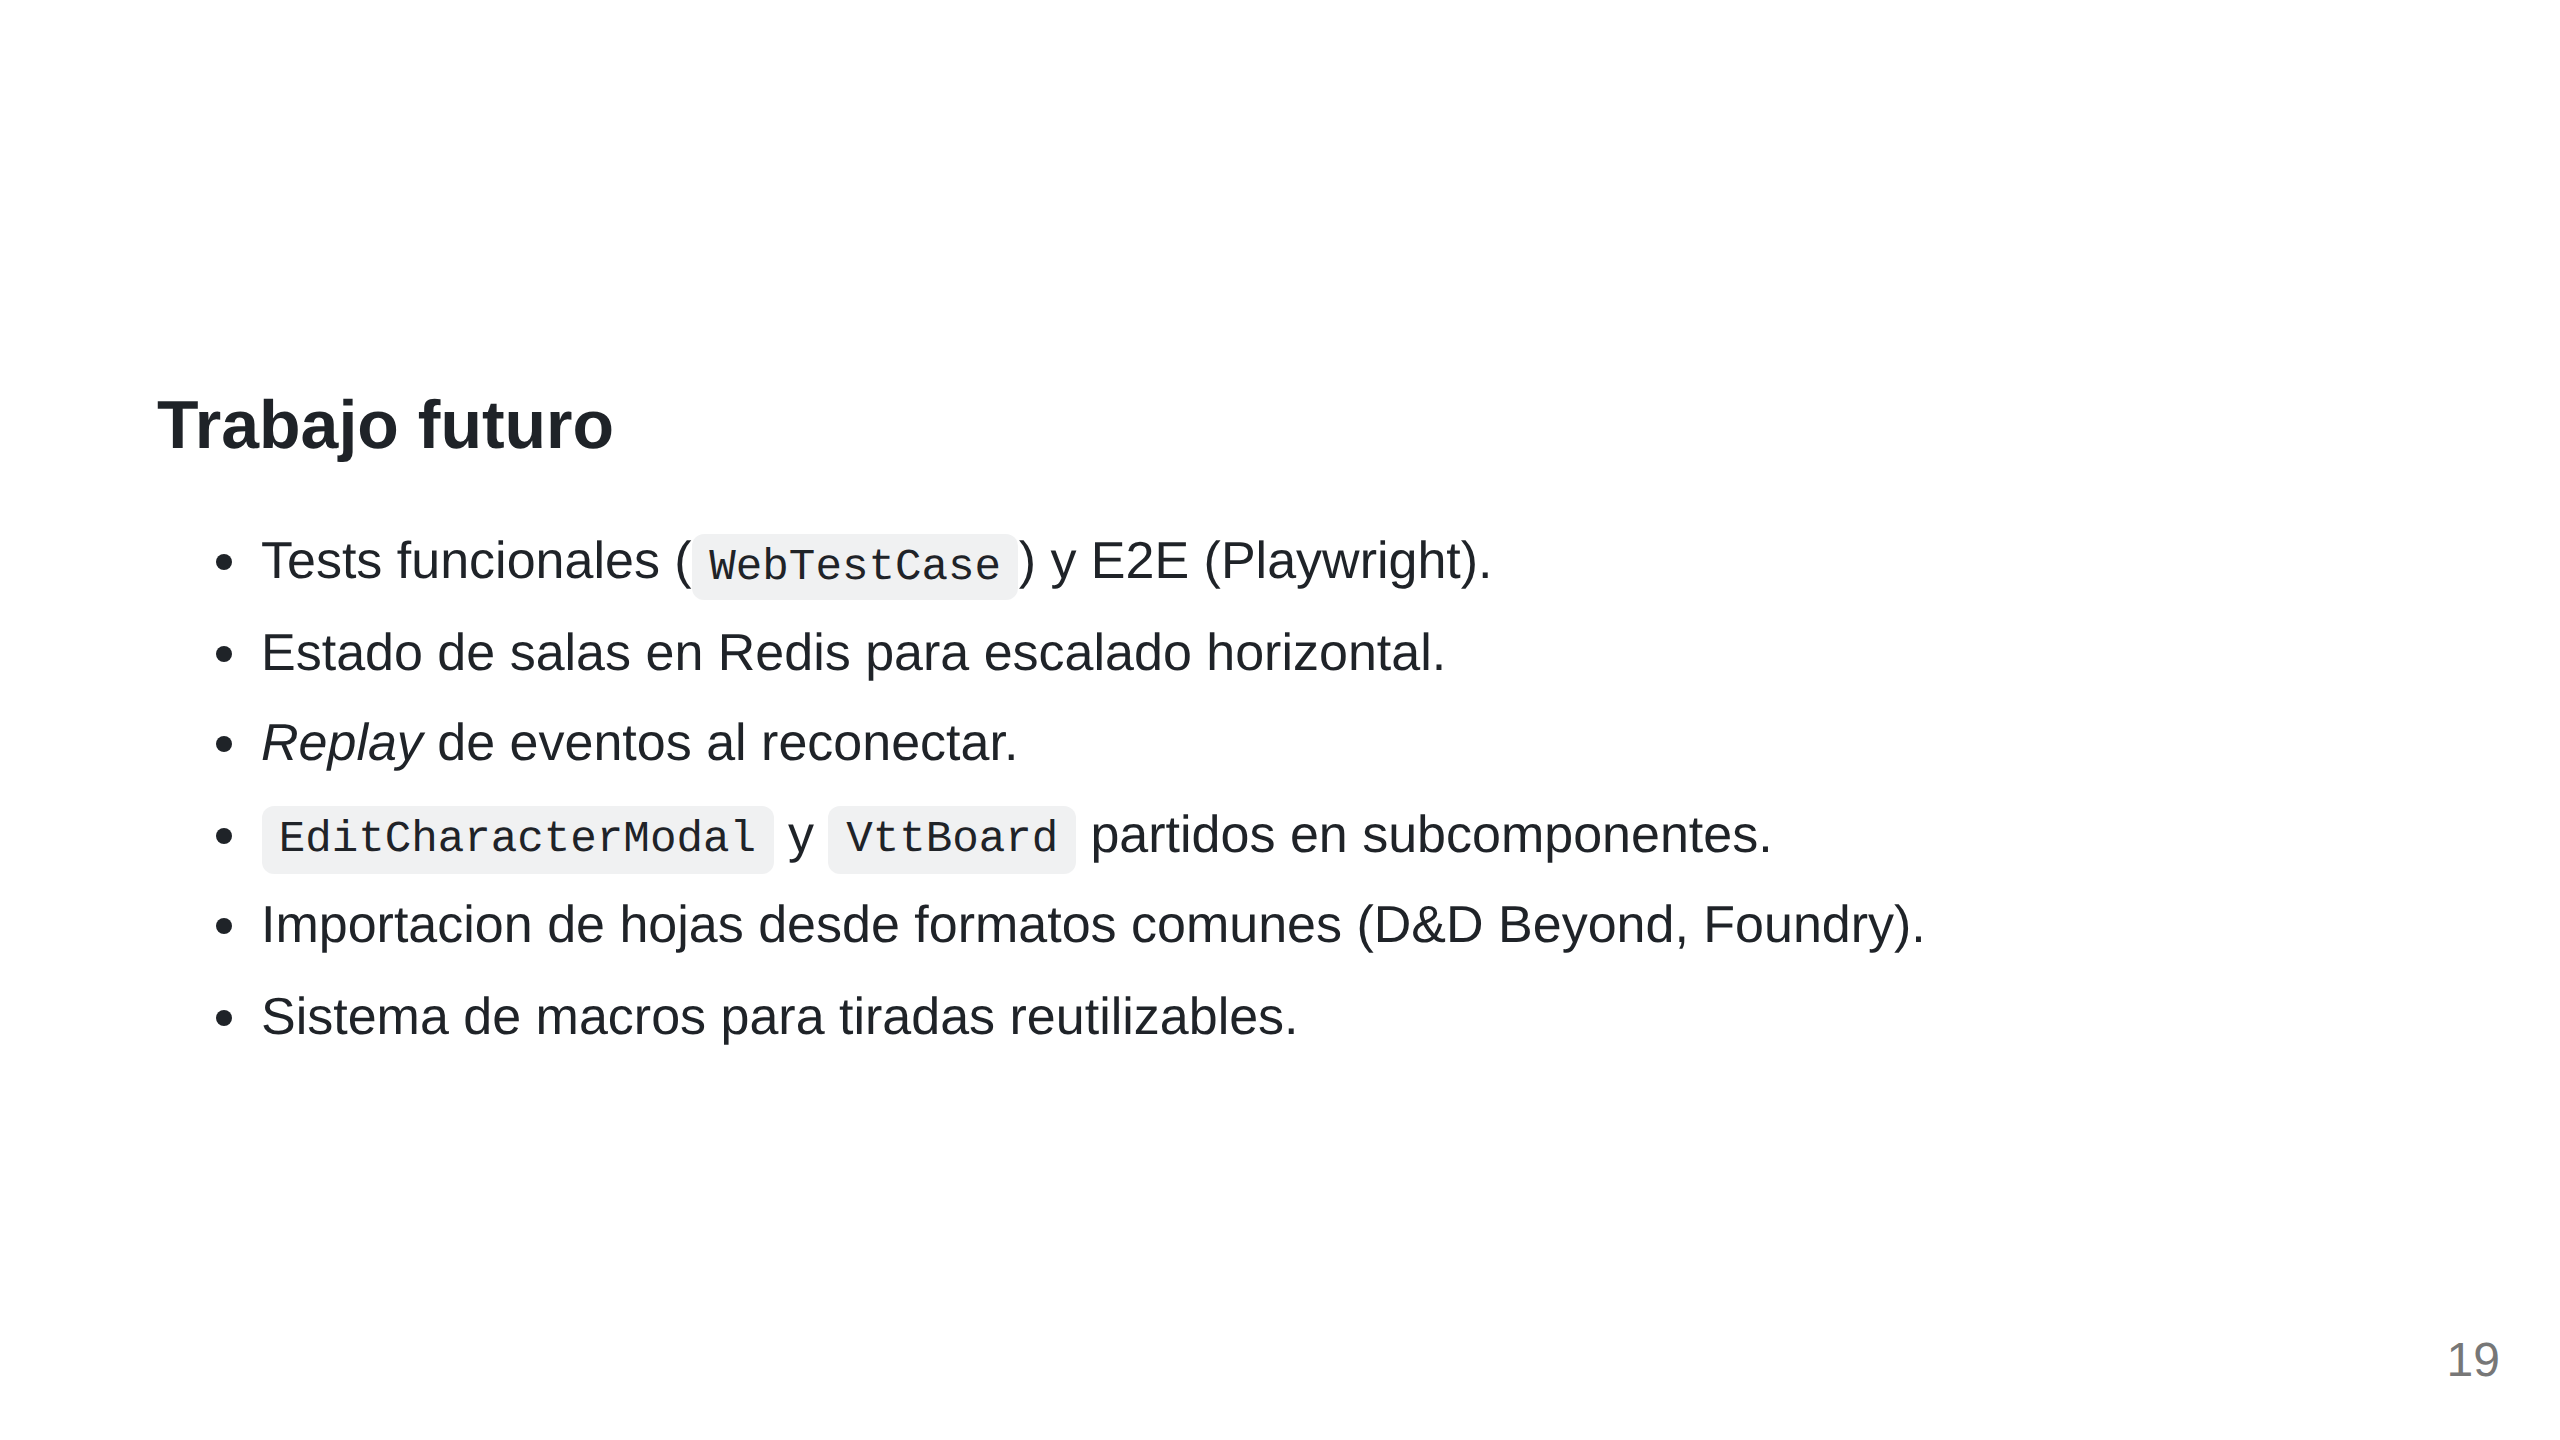 Trabajo futuro
• Tests funcionales (WebTestCase) y E2E (Playwright).
• Estado de salas en Redis para escalado horizontal.
• Replay de eventos al reconectar.
• EditCharacterModal y VttBoard partidos en subcomponentes.
• Importacion de hojas desde formatos comunes (D&D Beyond, Foundry).
• Sistema de macros para tiradas reutilizables.
19